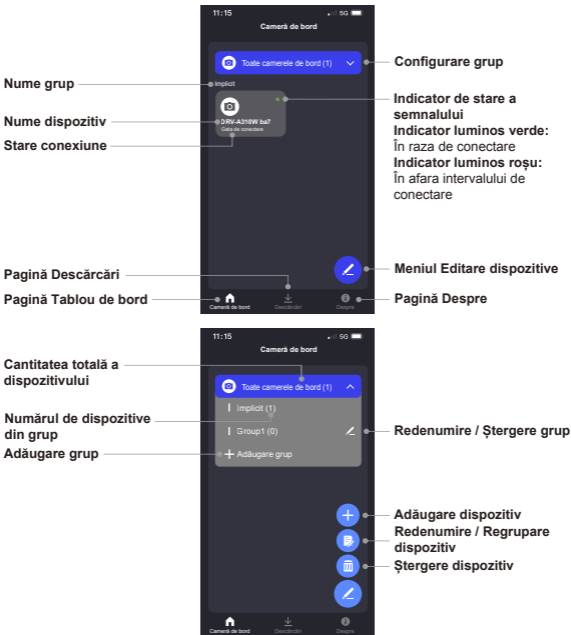 11:15
5G
Cameră de bord
Toate camerele de bord (1)
Configurare grup
Nume grup
Implicit
Indicator de stare a
semnalului
Indicator luminos verde:
În raza de conectare
Indicator luminos roșu:
În afara intervalului de
conectare
Nume dispozitiv
DRV-A310W ba7
Stare conexiune
Gata de conectare
Meniul Editare dispozitive
Pagină Descărcări
Pagină Tablou de bord
Pagină Despre
Cameră de bord
Descărcări
Despre
11:15
5G
Cameră de bord
Cantitatea totală a
dispozitivului
Toate camerele de bord (1)
Implicit (1)
Numărul de dispozitive
din grup
Group1 (0)
Redenumire / Ștergere grup
Adăugare grup
Adăugare grup
Adăugare dispozitiv
Redenumire / Regrupare
dispozitiv
Ștergere dispozitiv
Cameră de bord
Descărcări
Despre